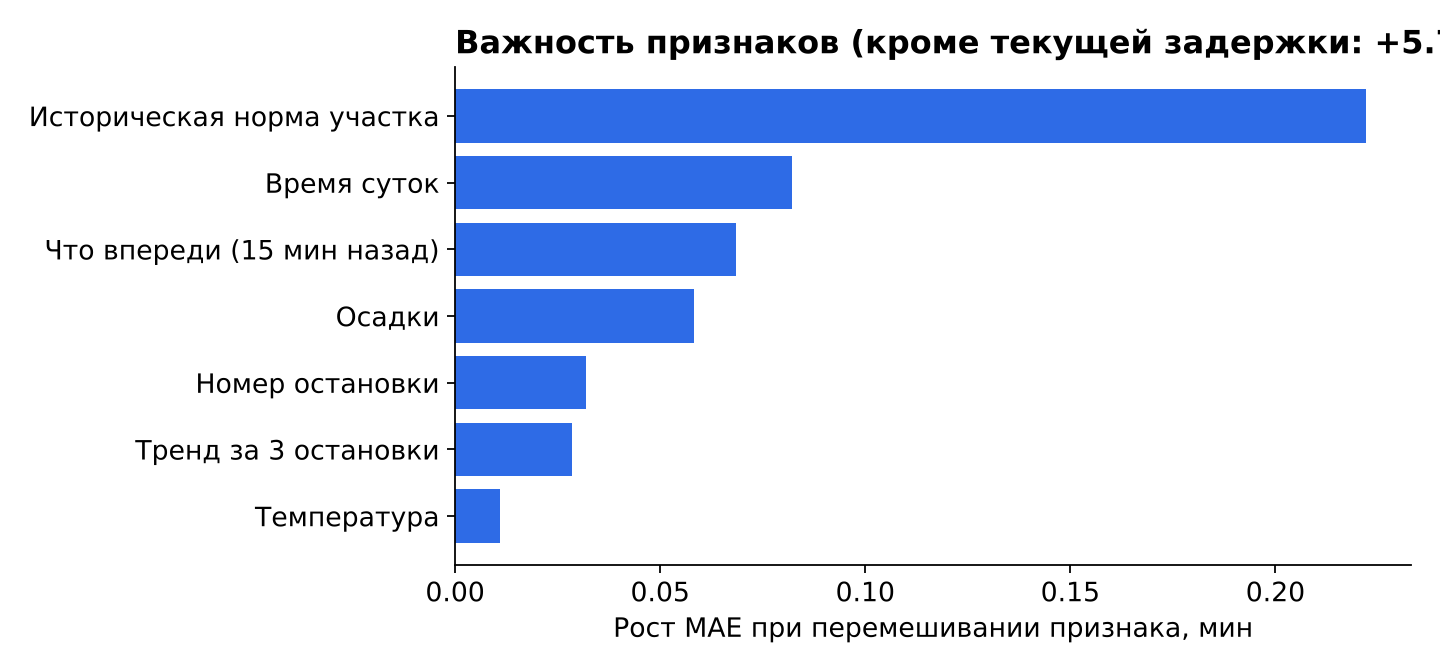 Важность признаков (кроме текущей задержки: +5.
Историческая норма участка
Время суток
Что впереди (15 мин назад)
Осадки
Номер остановки
Тренд за 3 остановки
Температура
0.00 0.05 0.10 0.15 0.20
Рост MAE при перемешивании признака, мин